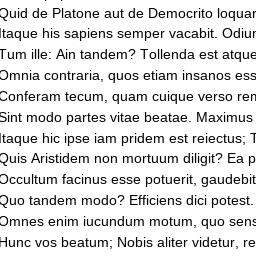 Quid de Platone aut de Democrito loquar
Itaque his sapiens semper vacabit. Odiu
Tum ille: Ain tandem? Tollenda est atque
Omnia contraria, quos etiam insanos ess
Conferam tecum, quam cuique verso rem
Sint modo partes vitae beatae. Maximus
Itaque hic ipse iam pridem est reiectus; T
Quis Aristidem non mortuum diligit? Ea p
Occultum facinus esse potuerit, gaudebit
Quo tandem modo? Efficiens dici potest.
Omnes enim iucundum motum, quo sens
Hunc vos beatum; Nobis aliter videtur, re